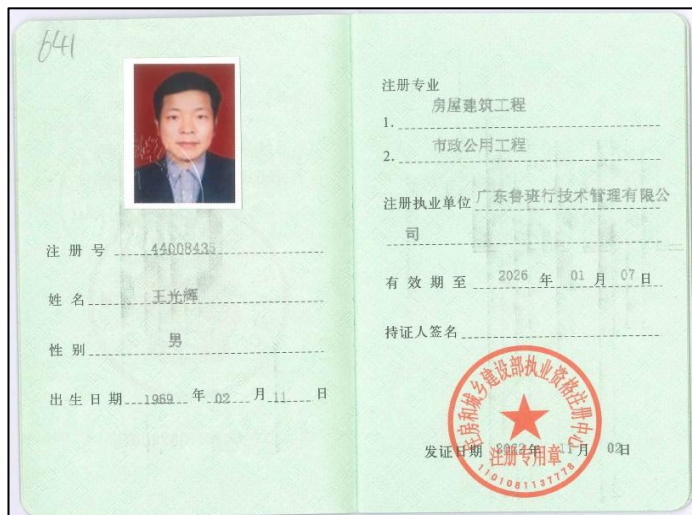 641
注册号 44008435
姓名 王光辉
性别 男
出生日期 1969 年 02 月 11 日
注册专业
1. 房屋建筑工程
2. 市政公用工程
注册执业单位 广东鲁班行技术管理有限公
司
有效期至 2026 年 01 月 07 日
持证人签名
住房和城乡建设部执业资格注册中心
注册专用章
1101081137778
发证日期 2022 年 11 月 02 日